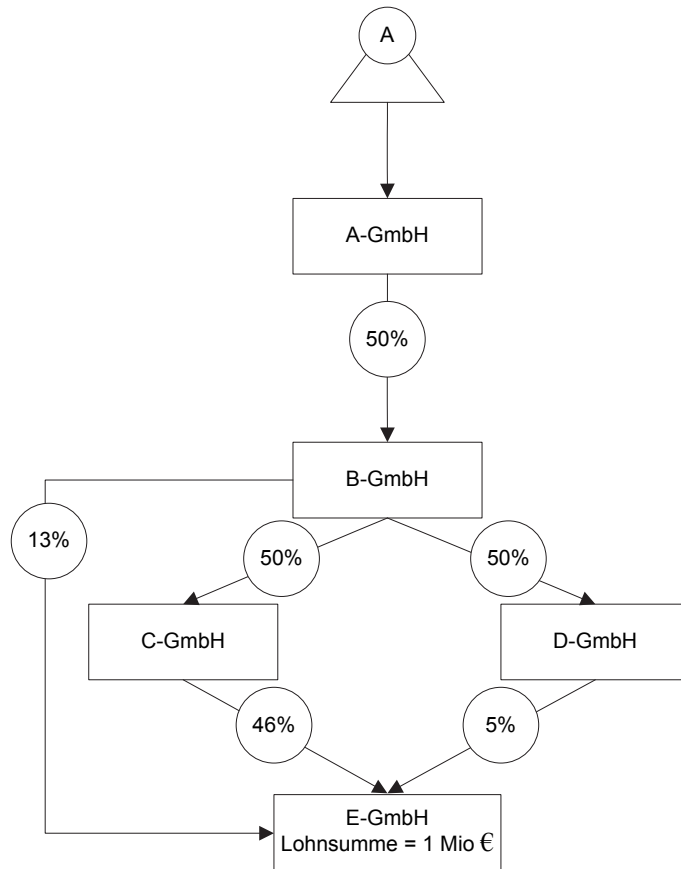 A
A-GmbH
50%
B-GmbH
13%
50%
50%
C-GmbH
D-GmbH
46%
5%
E-GmbH
Lohnsumme = 1 Mio €